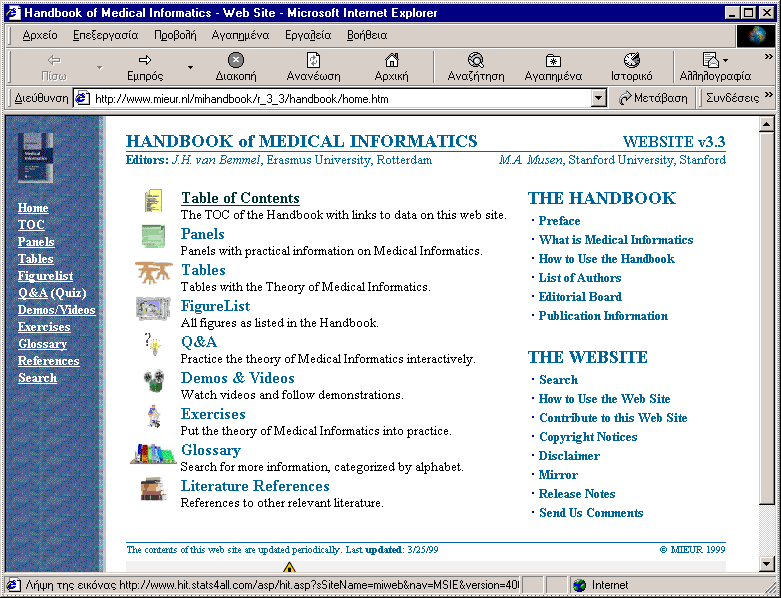 Handbook of Medical Informatics - Web Site - Microsoft Internet Explorer
Αρχείο Επεξεργασία Προβολή Αγαπημένα Εργαλεία Βοήθεια
Πίσω Εμπρός Διακοπή Ανανέωση Αρχική Αναζήτηση Αγαπημένα Ιστορικό Αλληλογραφία »
Διεύθυνση http://www.mieur.nl/mihandbook/r_3_3/handbook/home.htm Μετάβαση Συνδέσεις »
Medical Informatics
Home
TOC
Panels
Tables
Figurelist
Q&A (Quiz)
Demos/Videos
Exercises
Glossary
References
Search
HANDBOOK of MEDICAL INFORMATICS WEBSITE v3.3
Editors: J.H. van Bemmel, Erasmus University, Rotterdam M.A. Musen, Stanford University, Stanford
Table of Contents
The TOC of the Handbook with links to data on this web site.
Panels
Panels with practical information on Medical Informatics.
Tables
Tables with the Theory of Medical Informatics.
FigureList
All figures as listed in the Handbook.
Q&A
Practice the theory of Medical Informatics interactively.
Demos & Videos
Watch videos and follow demonstrations.
Exercises
Put the theory of Medical Informatics into practice.
Glossary
Search for more information, categorized by alphabet.
Literature References
References to other relevant literature.
THE HANDBOOK
· Preface
· What is Medical Informatics
· How to Use the Handbook
· List of Authors
· Editorial Board
· Publication Information
THE WEBSITE
· Search
· How to Use the Web Site
· Contribute to this Web Site
· Copyright Notices
· Disclaimer
· Mirror
· Release Notes
· Send Us Comments
The contents of this web site are updated periodically. Last updated: 3/25/99 © MIEUR 1999
Λήψη της εικόνας http://www.hit.stats4all.com/asp/hit.asp?sSiteName=miweb&nav=MSIE&version=40 Internet